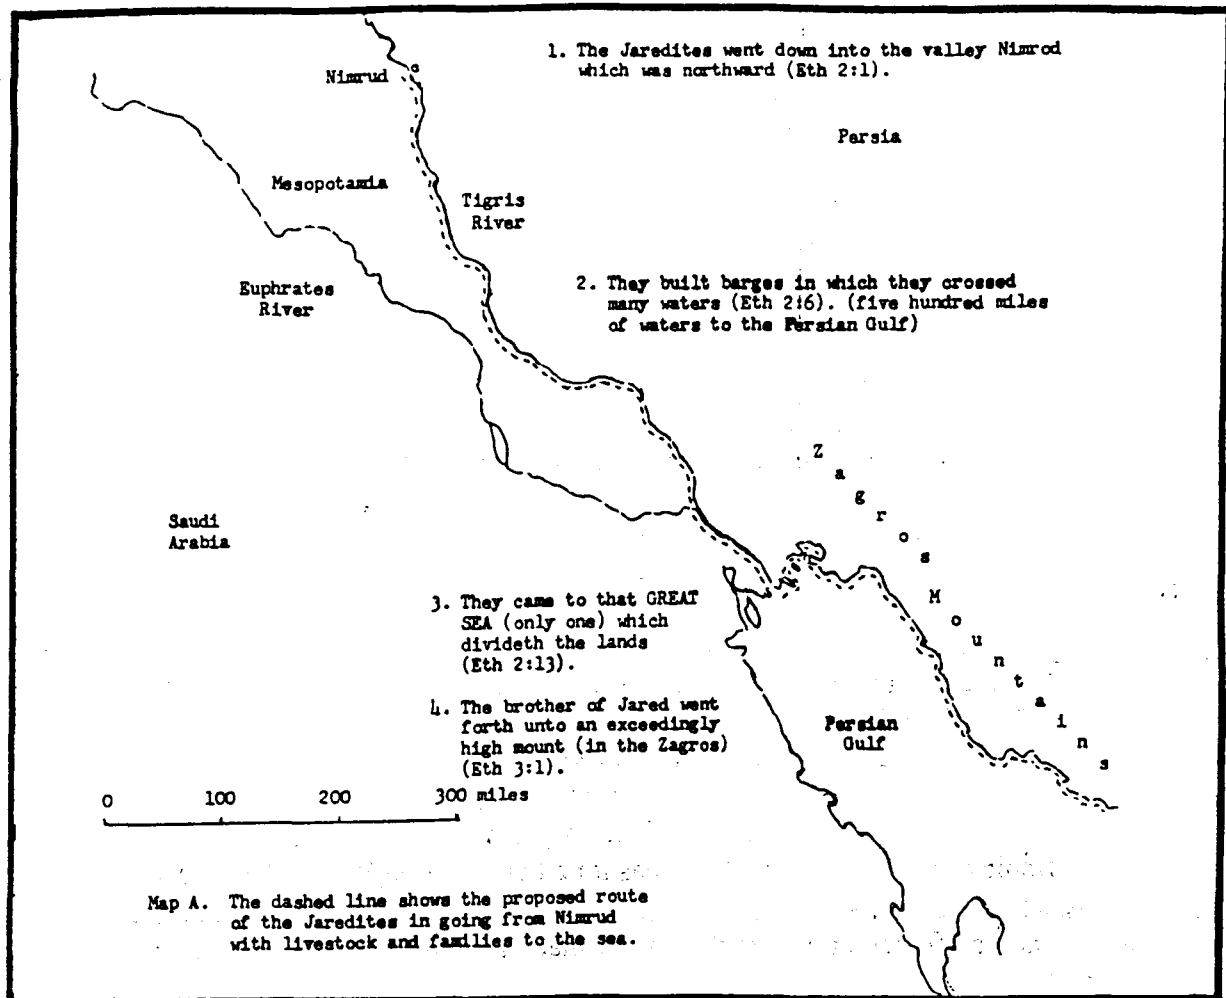 1. The Jaredites went down into the valley Nimrod
which was northward (Eth 2:1).
Nimrud
Persia
Mesopotamia
Tigris
River
Euphrates
River
2. They built barges in which they crossed
many waters (Eth 2:6). (five hundred miles
of waters to the Persian Gulf)
Zagros Mountains
Saudi
Arabia
3. They came to that GREAT
SEA (only one) which
divideth the lands
(Eth 2:13).
4. The brother of Jared went
forth unto an exceedingly
high mount (in the Zagros)
(Eth 3:1).
Persian
Gulf
0 100 200 300 miles
Map A. The dashed line shows the proposed route
of the Jaredites in going from Nimrud
with livestock and families to the sea.